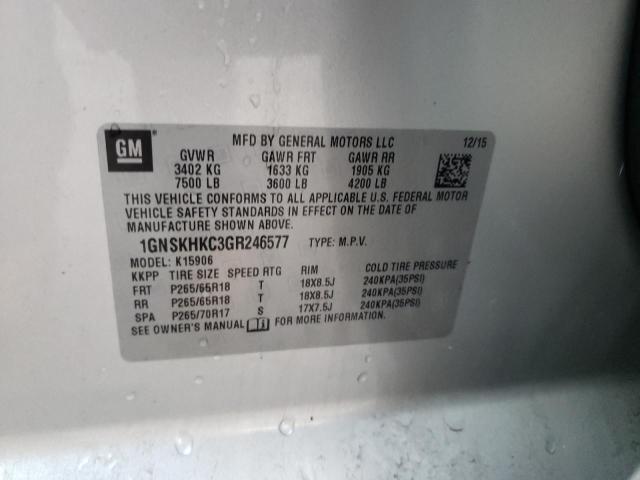 GM
MFD BY GENERAL MOTORS LLC 12/15
GVWR GAWR FRT GAWR RR
3402 KG 1633 KG 1905 KG
7500 LB 3600 LB 4200 LB
THIS VEHICLE CONFORMS TO ALL APPLICABLE U.S. FEDERAL MOTOR
VEHICLE SAFETY STANDARDS IN EFFECT ON THE DATE OF
MANUFACTURE SHOWN ABOVE.
1GNSKHKC3GR246577 TYPE: M.P.V.
MODEL: K15906
KKPP TIRE SIZE SPEED RTG RIM COLD TIRE PRESSURE
FRT P265/65R18 T 18X8.5J 240KPA(35PSI)
RR P265/65R18 T 18X8.5J 240KPA(35PSI)
SPA P265/70R17 S 17X7.5J 240KPA(35PSI)
SEE OWNER'S MANUAL FOR MORE INFORMATION.